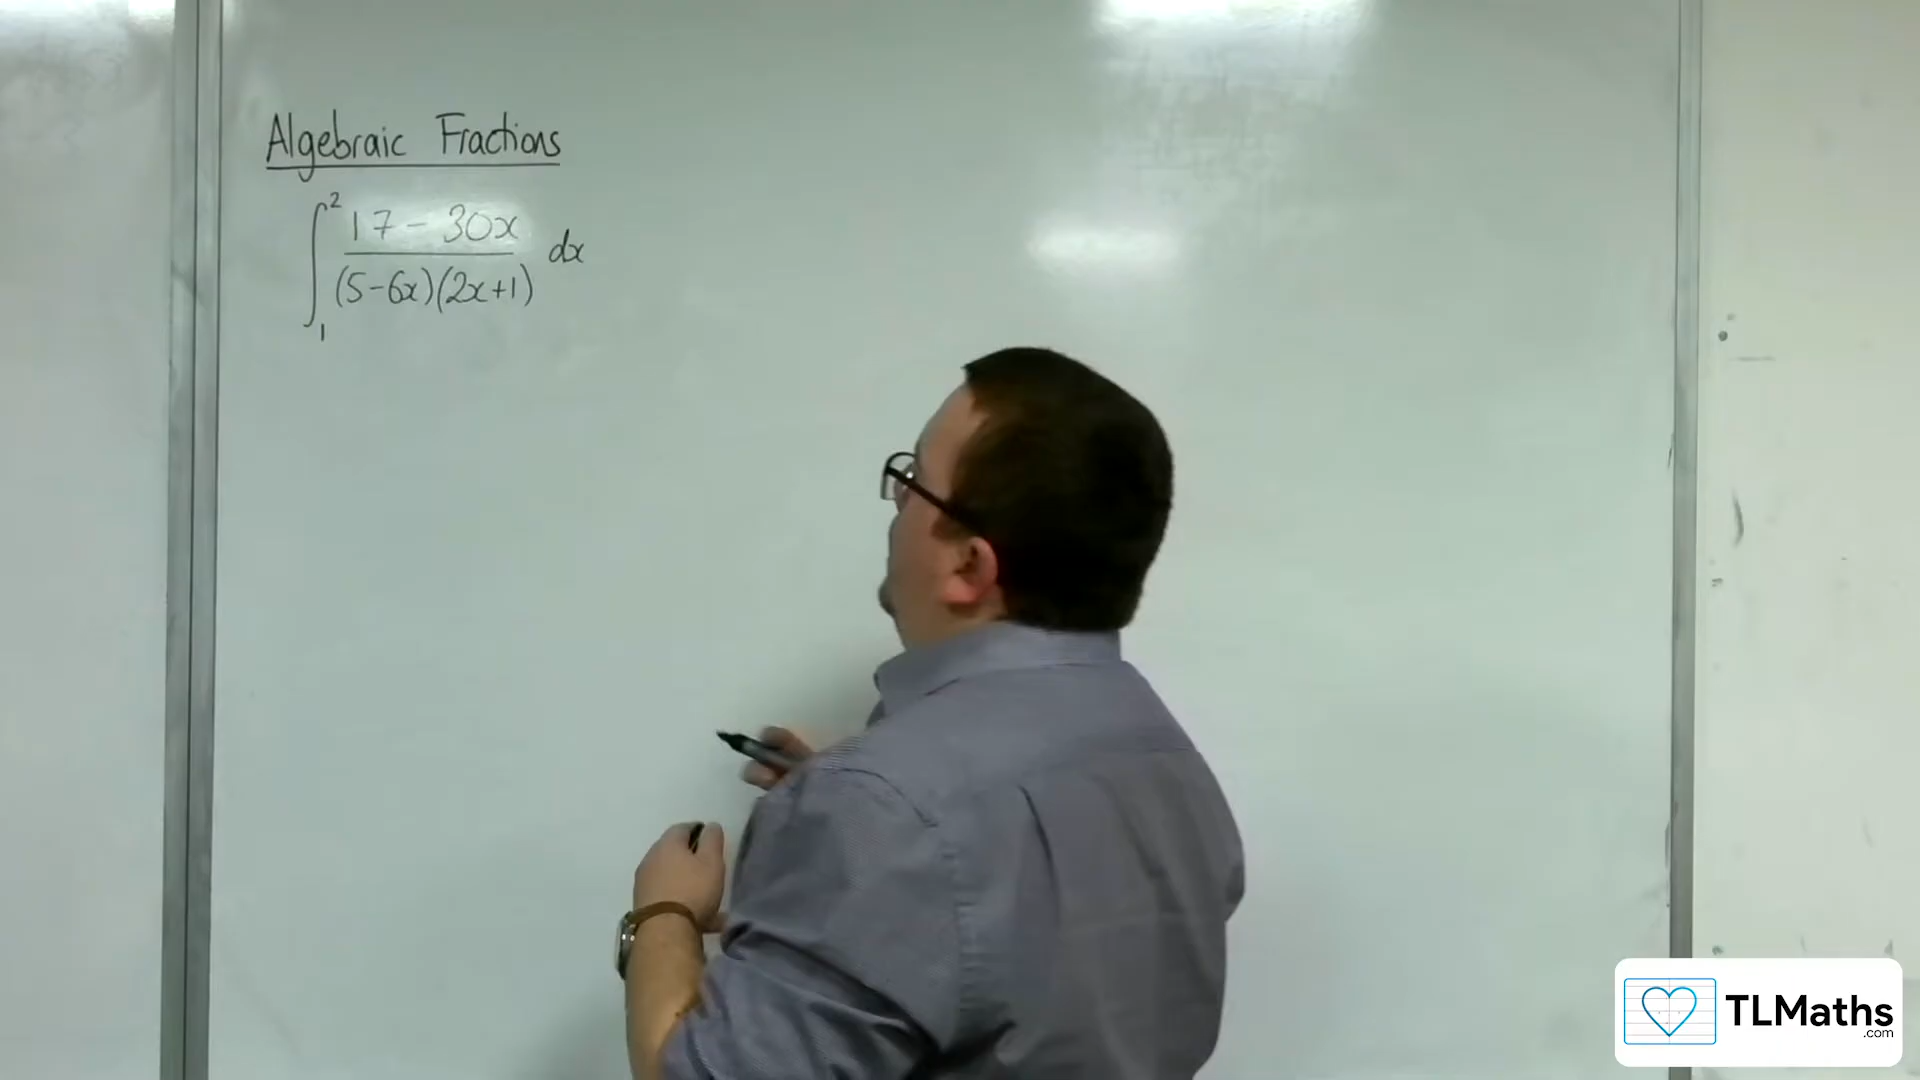 Algebraic Fractions
∫₁² (17 - 30x)/((5-6x)(2x+1)) dx
TLMaths
.com